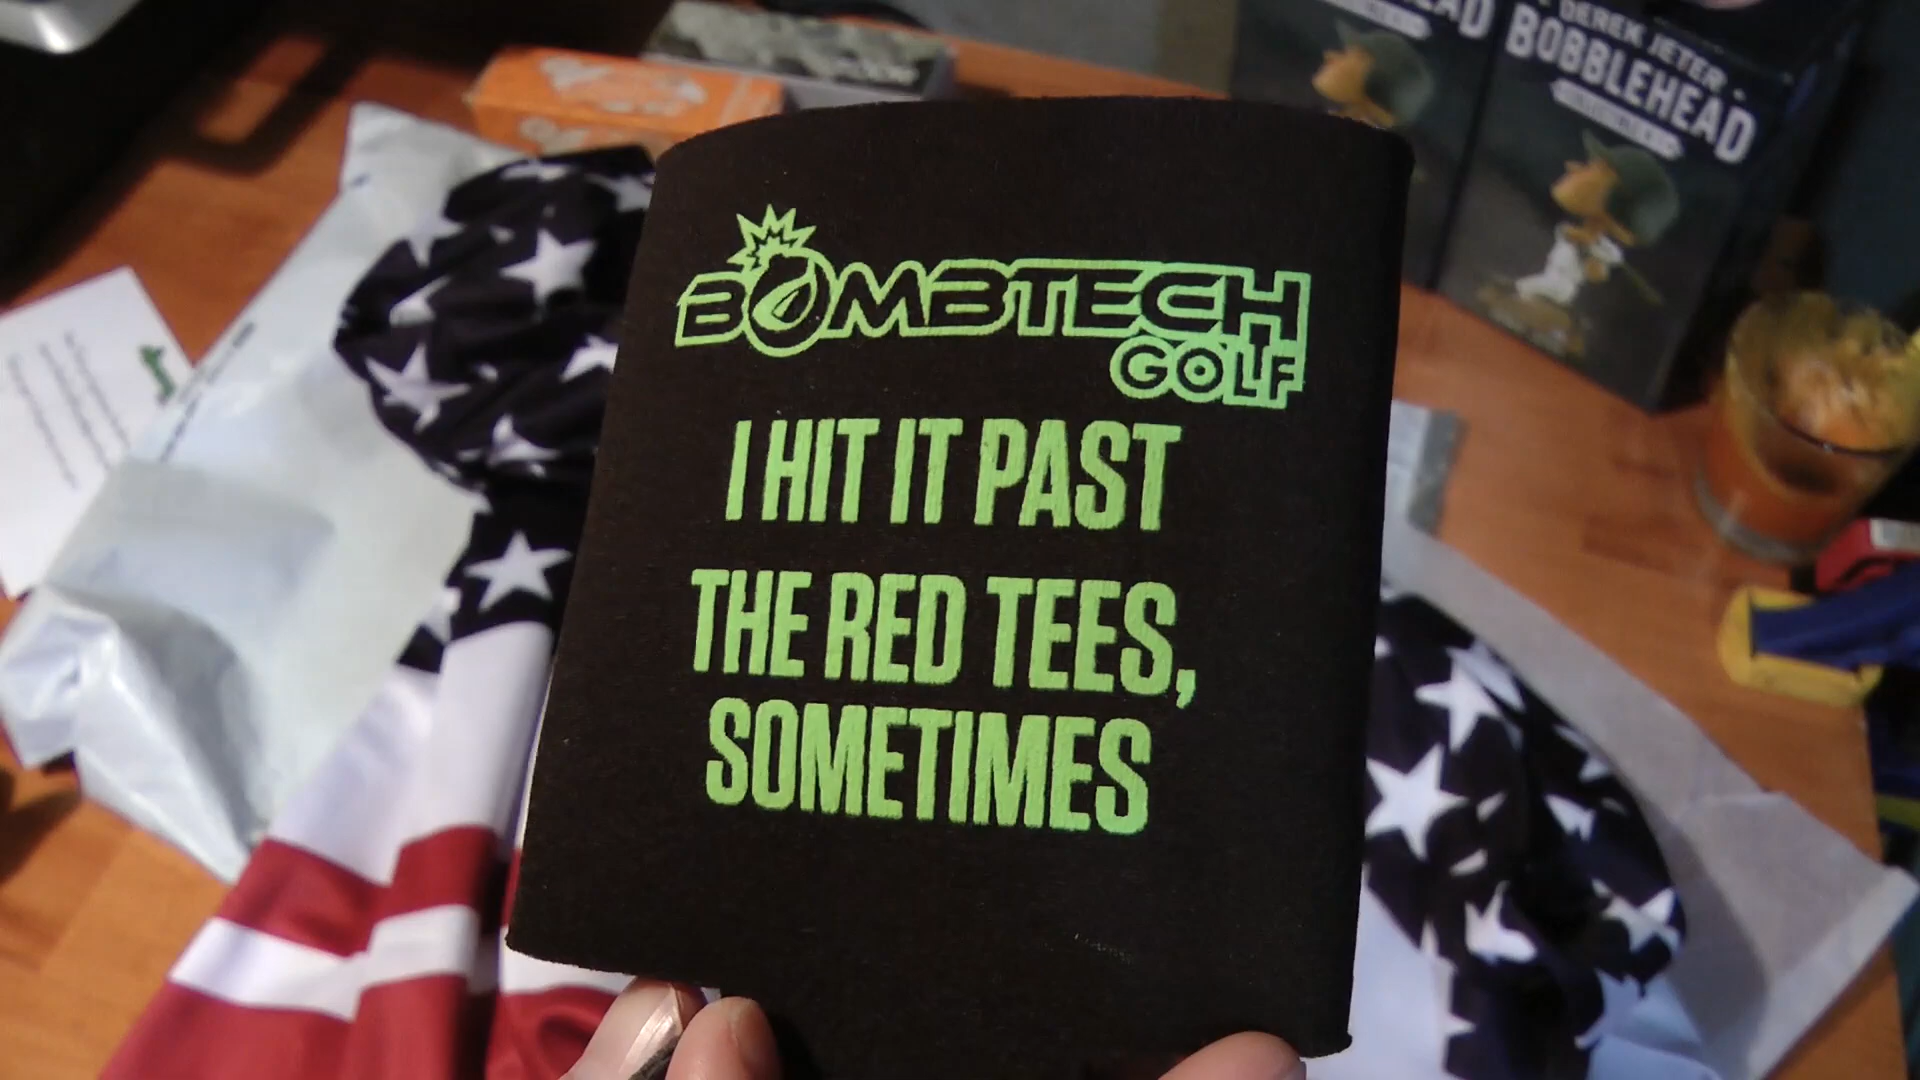 BOMBTECH
GOLF
I HIT IT PAST
THE RED TEES,
SOMETIMES
DEREK JETER
BOBBLEHEAD